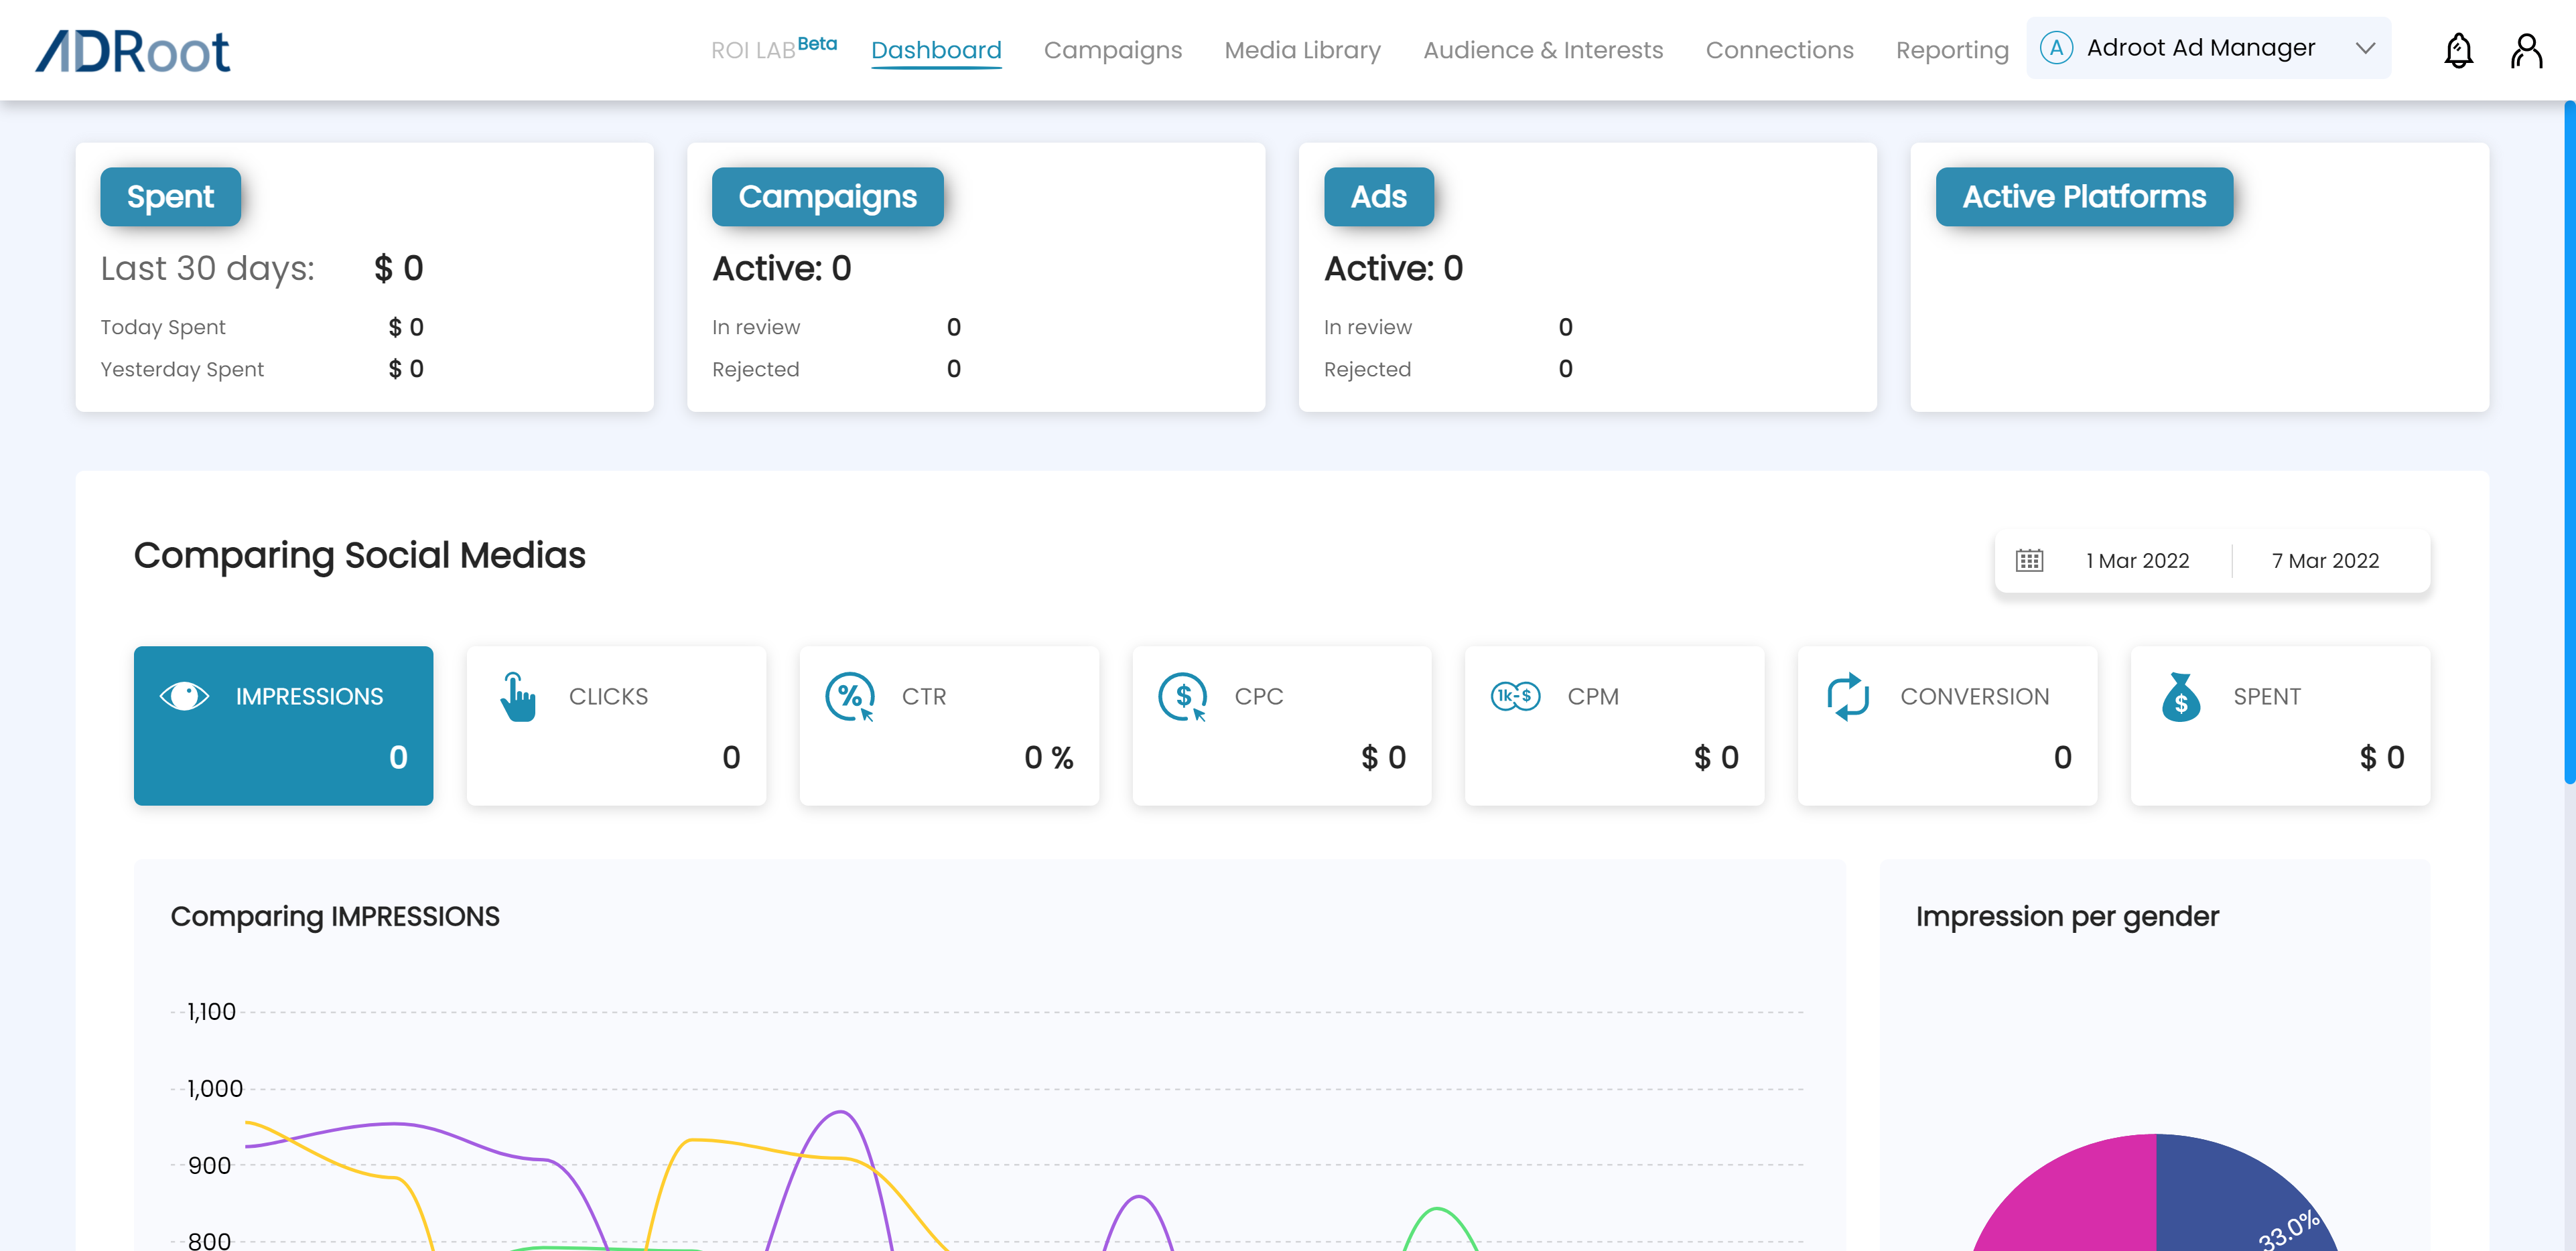 ADRoot
ROI LAB Beta
Dashboard
Campaigns
Media Library
Audience & Interests
Connections
Reporting
A Adroot Ad Manager
Spent
Last 30 days: $ 0
Today Spent $ 0
Yesterday Spent $ 0
Campaigns
Active: 0
In review 0
Rejected 0
Ads
Active: 0
In review 0
Rejected 0
Active Platforms
Comparing Social Medias
1 Mar 2022
7 Mar 2022
IMPRESSIONS
0
CLICKS
0
% CTR
0 %
$ CPC
$ 0
1k-$ CPM
$ 0
CONVERSION
0
$ SPENT
$ 0
Comparing IMPRESSIONS
1,100
1,000
900
800
Impression per gender
33.0%